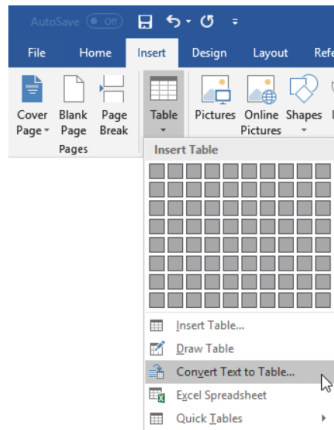 AutoSave Off
File Home Insert Design Layout Refe
Cover Blank Page Table Pictures Online Shapes
Page Page Break Pictures
Pages
Insert Table
Insert Table...
Draw Table
Convert Text to Table...
Excel Spreadsheet
Quick Tables